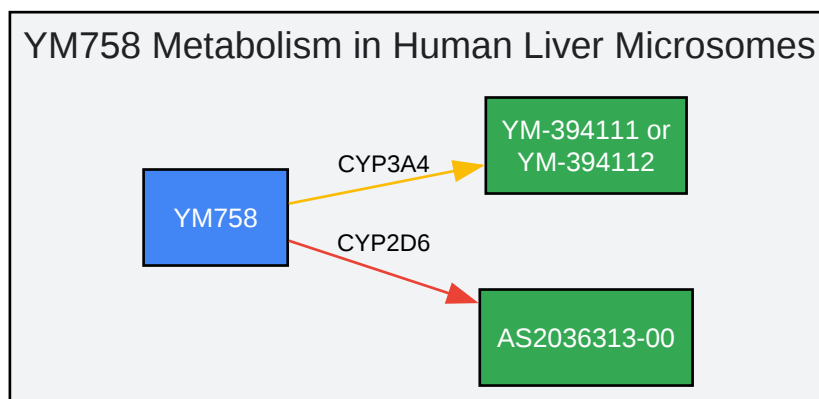 YM758 Metabolism in Human Liver Microsomes
YM-394111 or
YM-394112
CYP3A4
YM758
CYP2D6
AS2036313-00